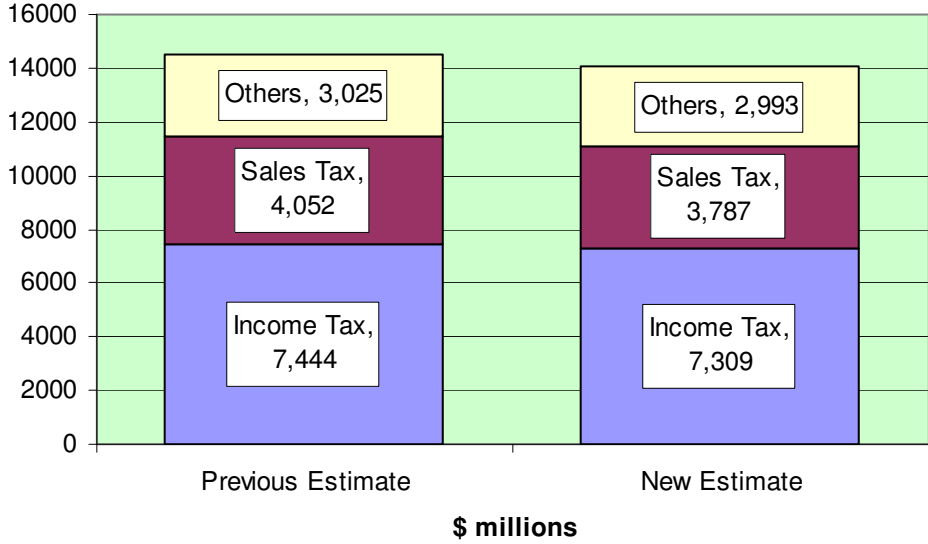 16000
14000
12000
10000
8000
6000
4000
2000
0
Others, 3,025
Sales Tax,
4,052
Income Tax,
7,444
Others, 2,993
Sales Tax,
3,787
Income Tax,
7,309
Previous Estimate
New Estimate
$ millions